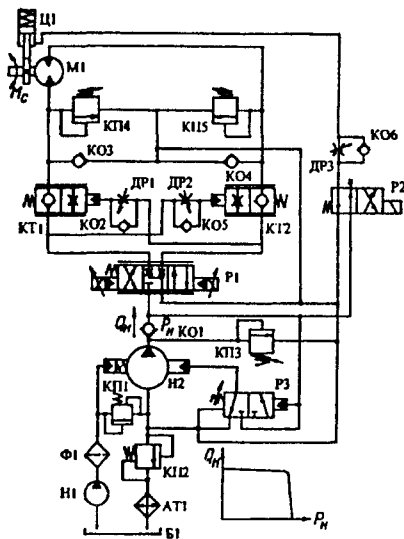 Ц1
М1
Mc
КП4
КП5
КО6
КО3
КО4
ДР3
ДР1
ДР2
Р2
КТ1
КО2
КО5
КТ2
Р1
Qн
Pн
КО1
КП3
КП1
Н2
Р3
Ф1
КП2
Qн
Н1
АТ1
Pн
Б1